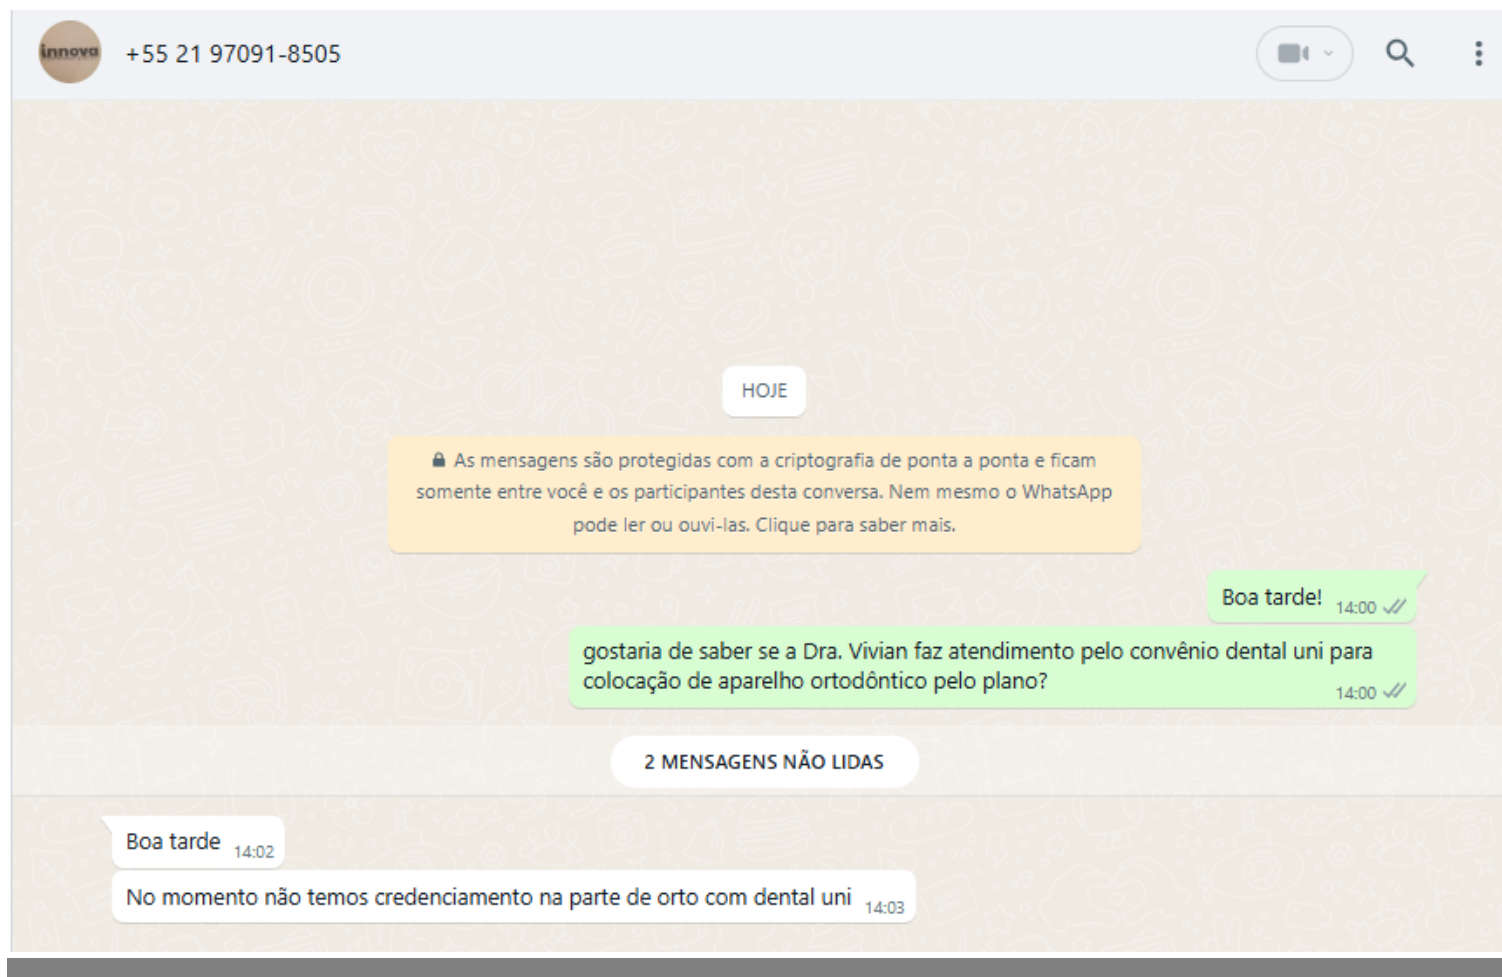 innova
+55 21 97091-8505
HOJE
As mensagens são protegidas com a criptografia de ponta a ponta e ficam
somente entre você e os participantes desta conversa. Nem mesmo o WhatsApp
pode ler ou ouvi-las. Clique para saber mais.
Boa tarde! 14:00
gostaria de saber se a Dra. Vivian faz atendimento pelo convênio dental uni para
colocação de aparelho ortodôntico pelo plano? 14:00
2 MENSAGENS NÃO LIDAS
Boa tarde 14:02
No momento não temos credenciamento na parte de orto com dental uni 14:03